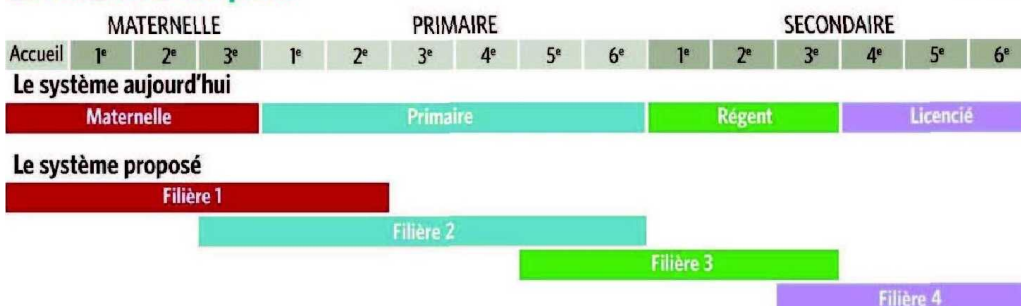 MATERNELLE PRIMAIRE SECONDAIRE
Accueil 1e 2e 3e 1e 2e 3e 4e 5e 6e 1e 2e 3e 4e 5e 6e
Le système aujourd'hui
Maternelle Primaire Régent Licencié
Le système proposé
Filière 1
Filière 2
Filière 3
Filière 4